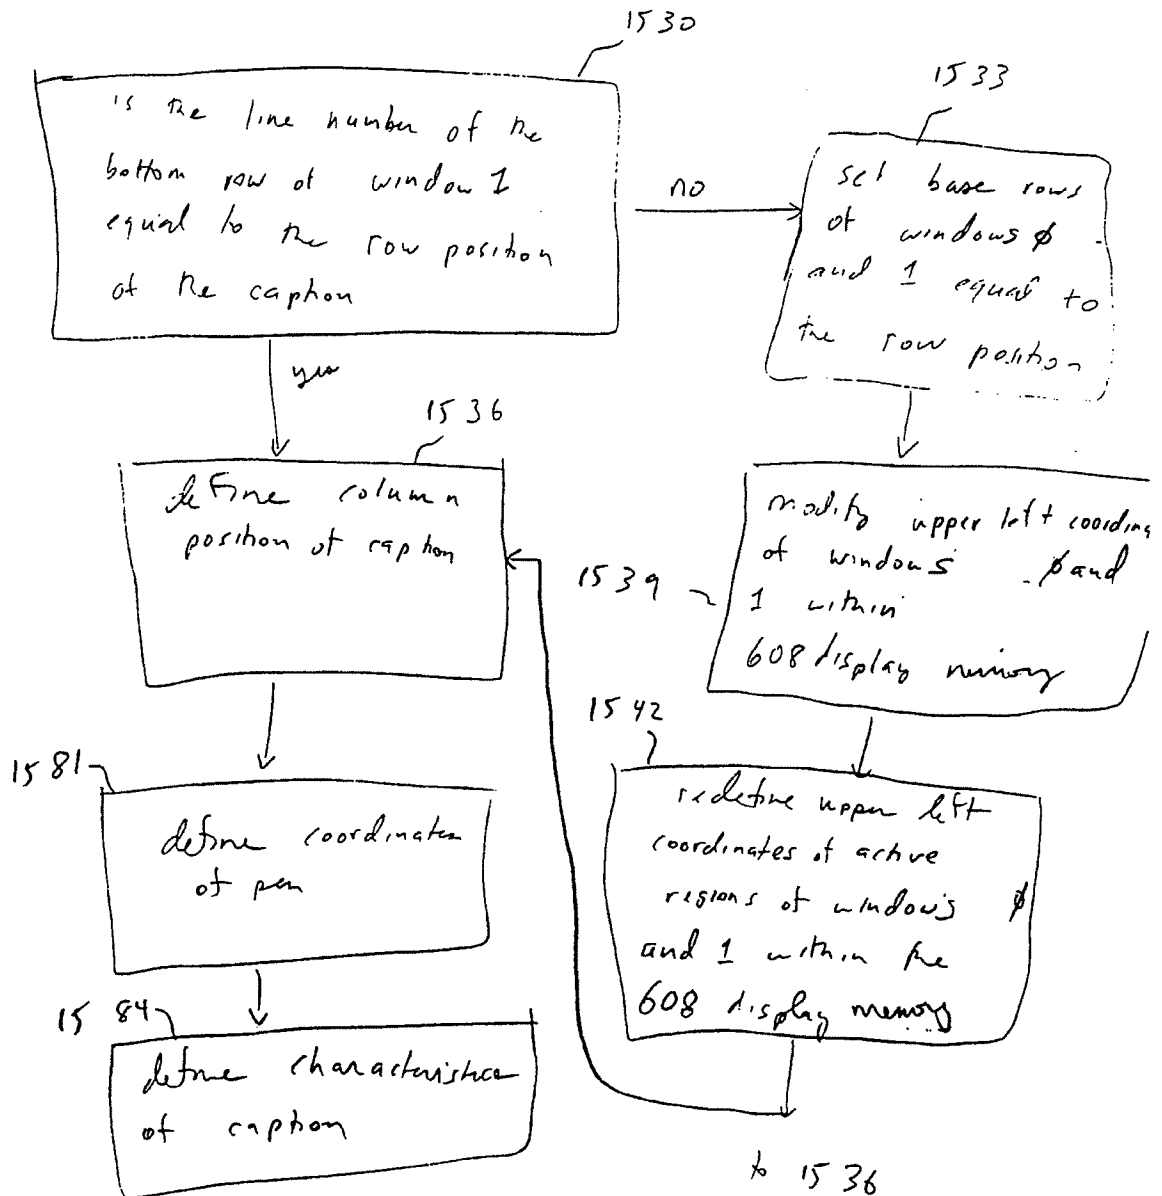 1530
is the line number of the
bottom row of window 1
equal to the row position
of the caption
no
yes
1533
set base rows
of windows ø
and 1 equal to
the row position
1536
define column
position of caption
1539
modify upper left coordina
of windows ø and
1 within
608 display memory
1542
redefine upper left
coordinates of active
regions of windows ø
and 1 within the
608 display memory
to 1536
1581
define coordinates
of pen
1584
define characteristics
of caption